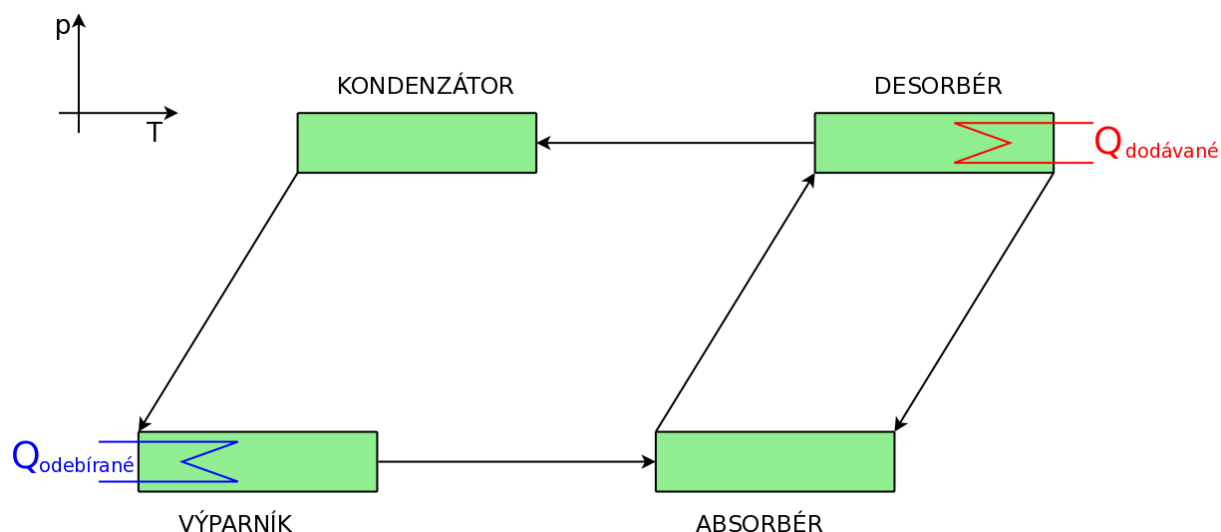 p
T
KONDENZÁTOR
DESORBÉR
Qdodávané
Qodebírané
VÝPARNÍK
ABSORBÉR